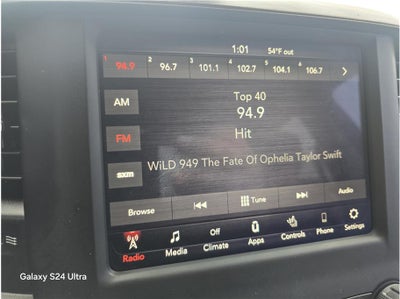 1:01 54°F out
1 94.9 2 96.7 3 101.1 4 102.7 5 104.1 6 106.7
AM
Top 40
94.9
FM
Hit
WiLD 949 The Fate Of Ophelia Taylor Swift
sxm
Browse Tune Audio
Off
Radio Media Climate Apps Controls Phone Settings
Galaxy S24 Ultra